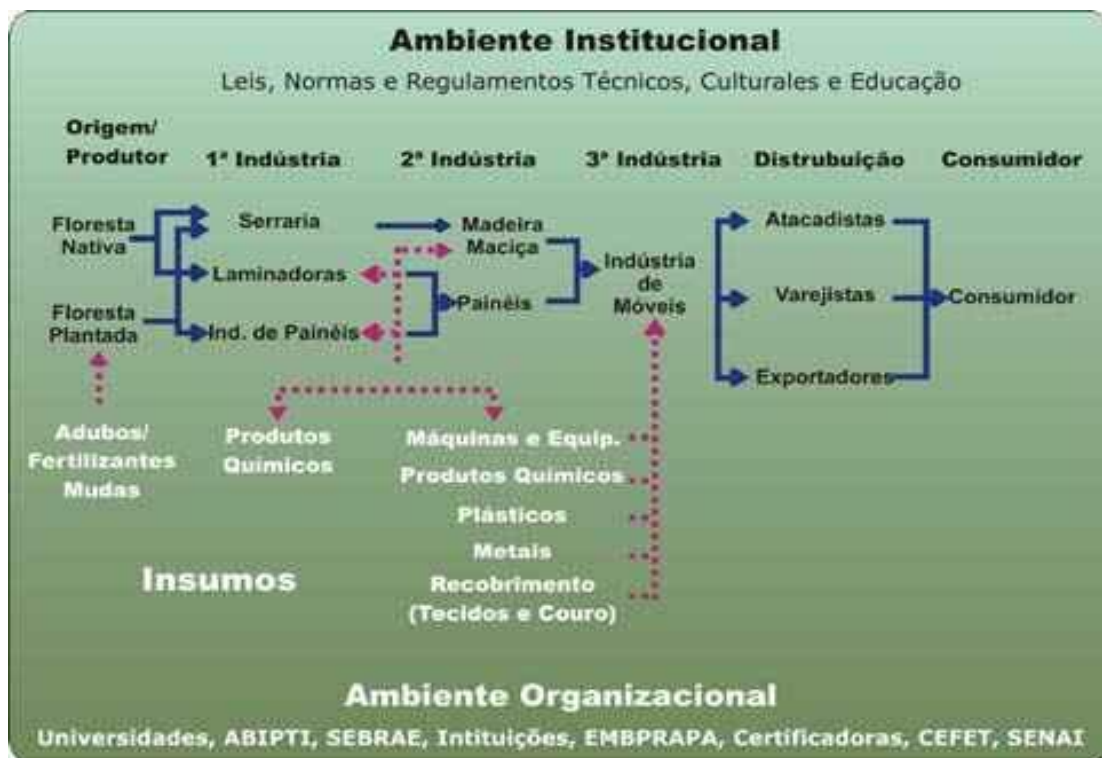 Ambiente Institucional
Leis, Normas e Regulamentos Técnicos, Culturales e Educação
Origem/
Produtor
1ª Indústria
2ª Indústria
3ª Indústria
Distrubuição
Consumidor
Floresta
Nativa
Serraria
Madeira
Maciça
Atacadistas
Laminadoras
Indústria
de
Móveis
Painéis
Varejistas
Consumidor
Floresta
Plantada
Ind. de Painéis
Exportadores
Adubos/
Fertilizantes
Mudas
Produtos
Químicos
Máquinas e Equip.
Produtos Químicos
Plásticos
Metais
Recobrimento
(Tecidos e Couro)
Insumos
Ambiente Organizacional
Universidades, ABIPTI, SEBRAE, Intituições, EMBPRAPA, Certificadoras, CEFET, SENAI